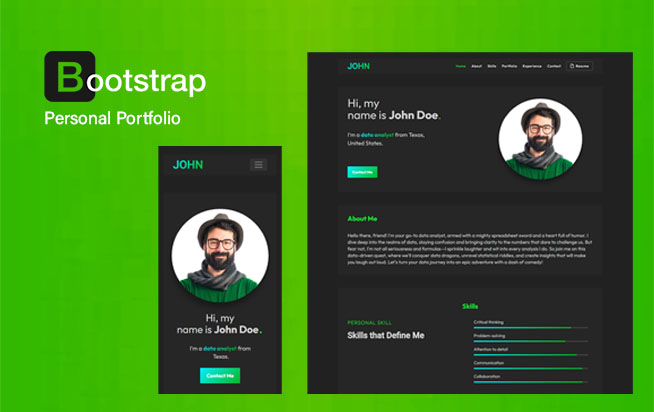 Bootstrap
Personal Portfolio
JOHN
Hi, my
name is John Doe.
I'm a data analyst from
Texas.
Contact Me
JOHN
Home About Skills Portfolio Experience Contact Resume
Hi, my
name is John Doe.
I'm a data analyst from Texas,
United States.
Contact Me
About Me
Hello there, friend! I'm your go-to data analyst, armed with a mighty spreadsheet sword and a heart full of humor. I
dive deep into the realms of data, slaying confusion and bringing clarity to the numbers that dare to challenge us. But
fear not, I'm not all seriousness and formulas—I sprinkle laughter and wit into every analysis I do. So join me on this
data-driven quest, where we'll conquer data dragons, unravel statistical riddles, and create insights that will make
you laugh out loud. Let's turn your data journey into an epic adventure with a dash of comedy!
PERSONAL SKILL
Skills that Define Me
Skills
Critical thinking
Problem-solving
Attention to detail
Communication
Collaboration